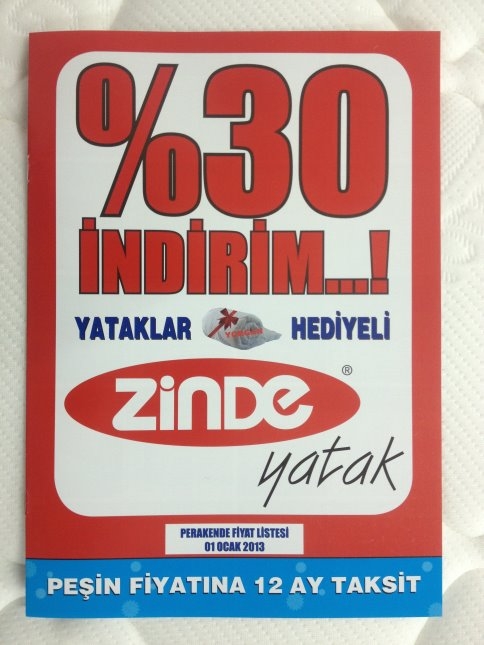 %30
İNDİRİM...!
YATAKLAR YORGAN HEDİYELİ
ZİNDE ®
yatak
PERAKENDE FİYAT LİSTESİ
01 OCAK 2013
PEŞİN FİYATINA 12 AY TAKSİT